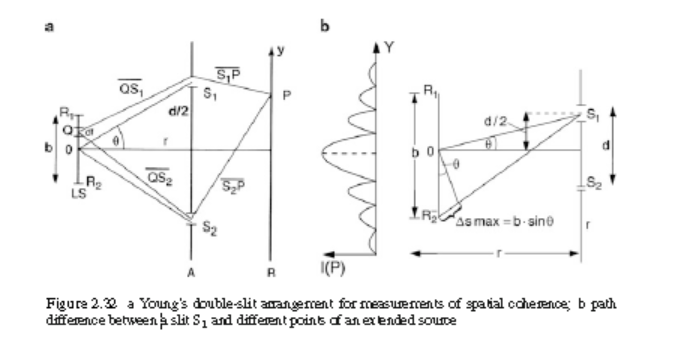 a
b
y
Y
QS₁
S₁P
S₁
P
d/2
R₁
Q
df
θ
r
b
0
R₂
LS
QS₂
S₂P
S₂
A
B
I(P)
R₁
d/2
S₁
θ
b
0
θ
d
S₂
R₂
Δs max = b·sinθ
r
r
Figure 2.32 a Young's double-slit arrangement for measurements of spatial coherence; b path
difference between a slit S₁ and different points of an extended source